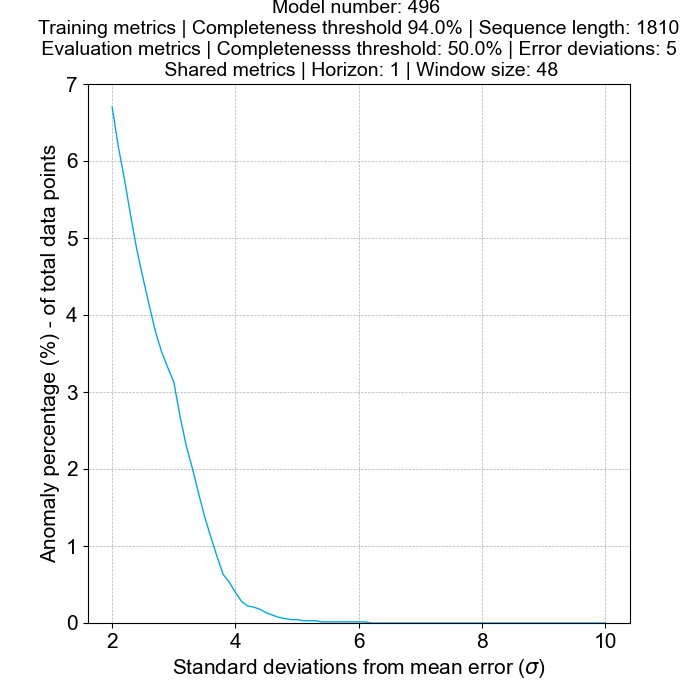 Model number: 496
Training metrics | Completeness threshold 94.0% | Sequence length: 1810
Evaluation metrics | Completenesss threshold: 50.0% | Error deviations: 5
Shared metrics | Horizon: 1 | Window size: 48
7
6
5
4
3
2
1
0
Anomaly percentage (%) - of total data points
2 4 6 8 10
Standard deviations from mean error (σ)